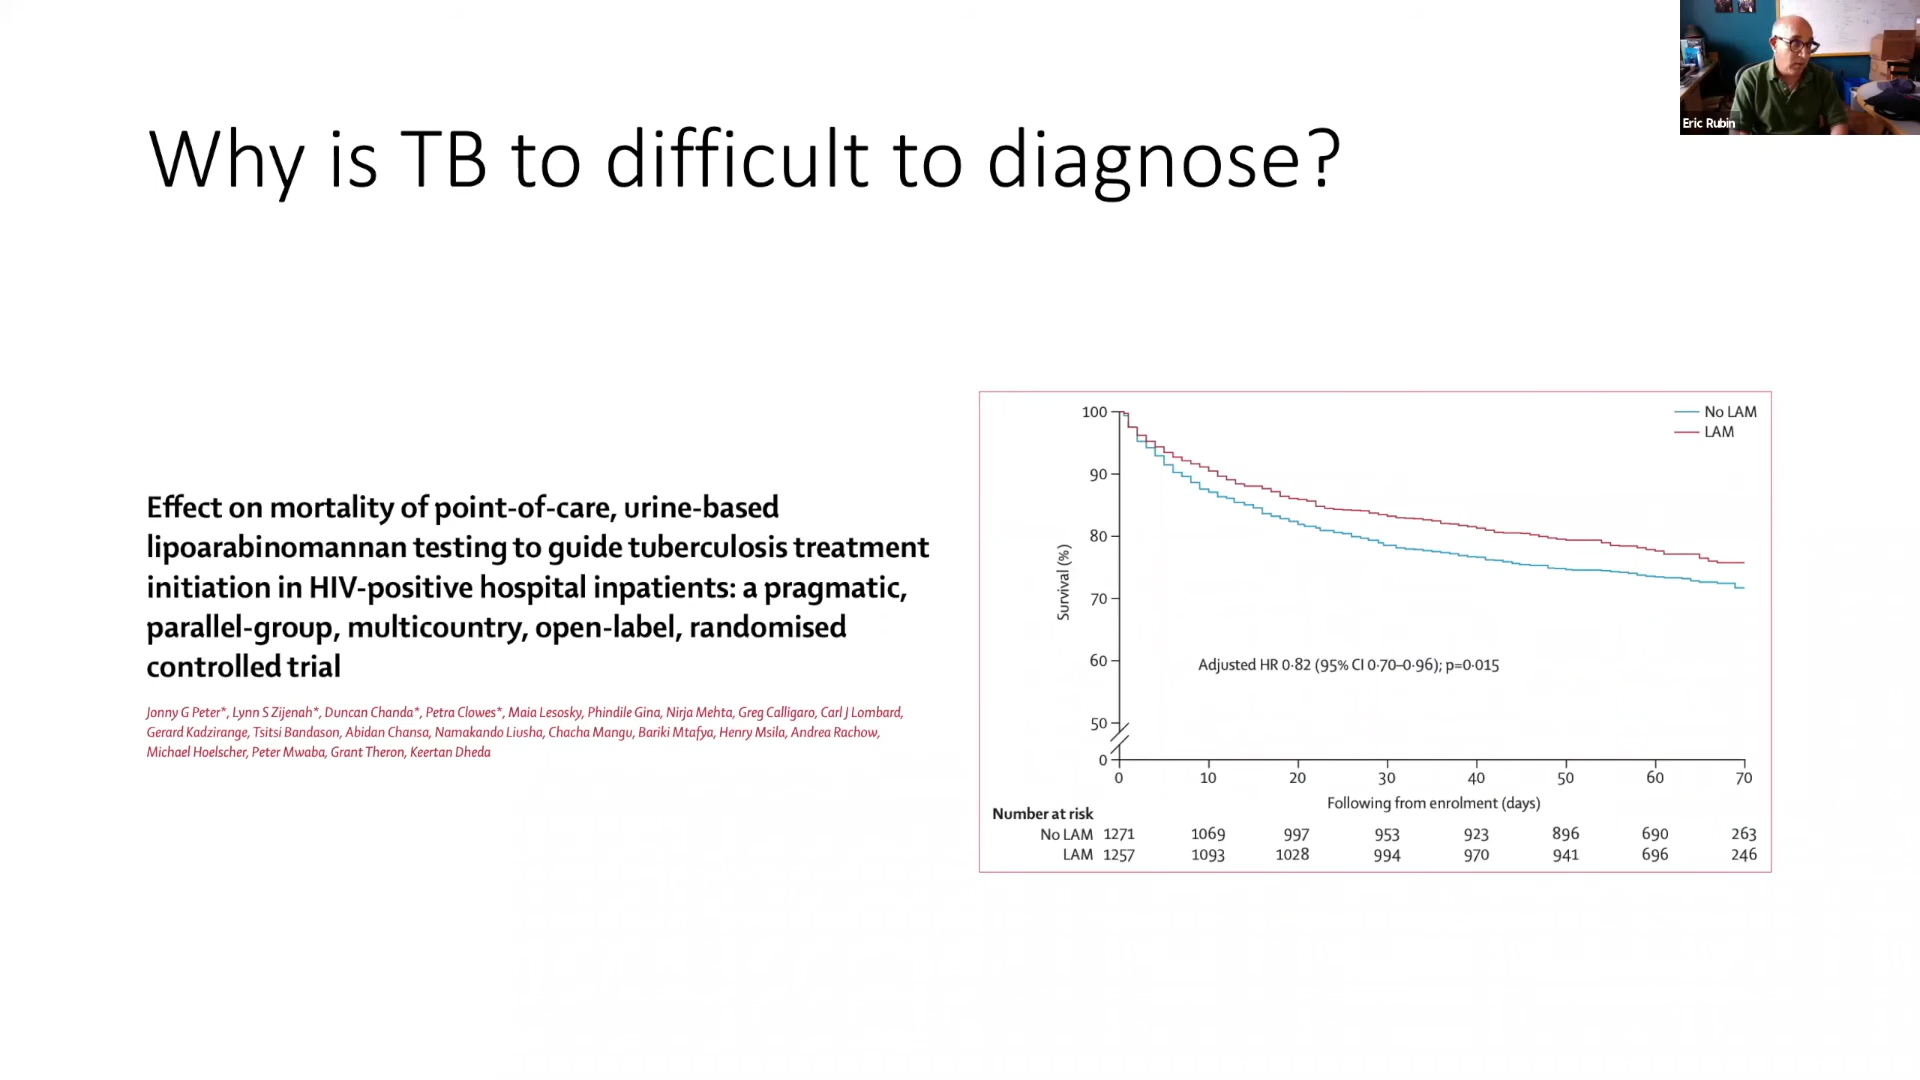 Why is TB to difficult to diagnose?
Eric Rubin
Effect on mortality of point-of-care, urine-based
lipoarabinomannan testing to guide tuberculosis treatment
initiation in HIV-positive hospital inpatients: a pragmatic,
parallel-group, multicountry, open-label, randomised
controlled trial
Jonny G Peter*, Lynn S Zijenah*, Duncan Chanda*, Petra Clowes*, Maia Lesosky, Phindile Gina, Nirja Mehta, Greg Calligaro, Carl J Lombard,
Gerard Kadzirange, Tsitsi Bandason, Abidan Chansa, Namakando Liusha, Chacha Mangu, Bariki Mtafya, Henry Msila, Andrea Rachow,
Michael Hoelscher, Peter Mwaba, Grant Theron, Keertan Dheda
No LAM
LAM
100
90
80
70
60
50
0
Survival (%)
Adjusted HR 0·82 (95% CI 0·70–0·96); p=0·015
0 10 20 30 40 50 60 70
Following from enrolment (days)
Number at risk
No LAM 1271 1069 997 953 923 896 690 263
LAM 1257 1093 1028 994 970 941 696 246